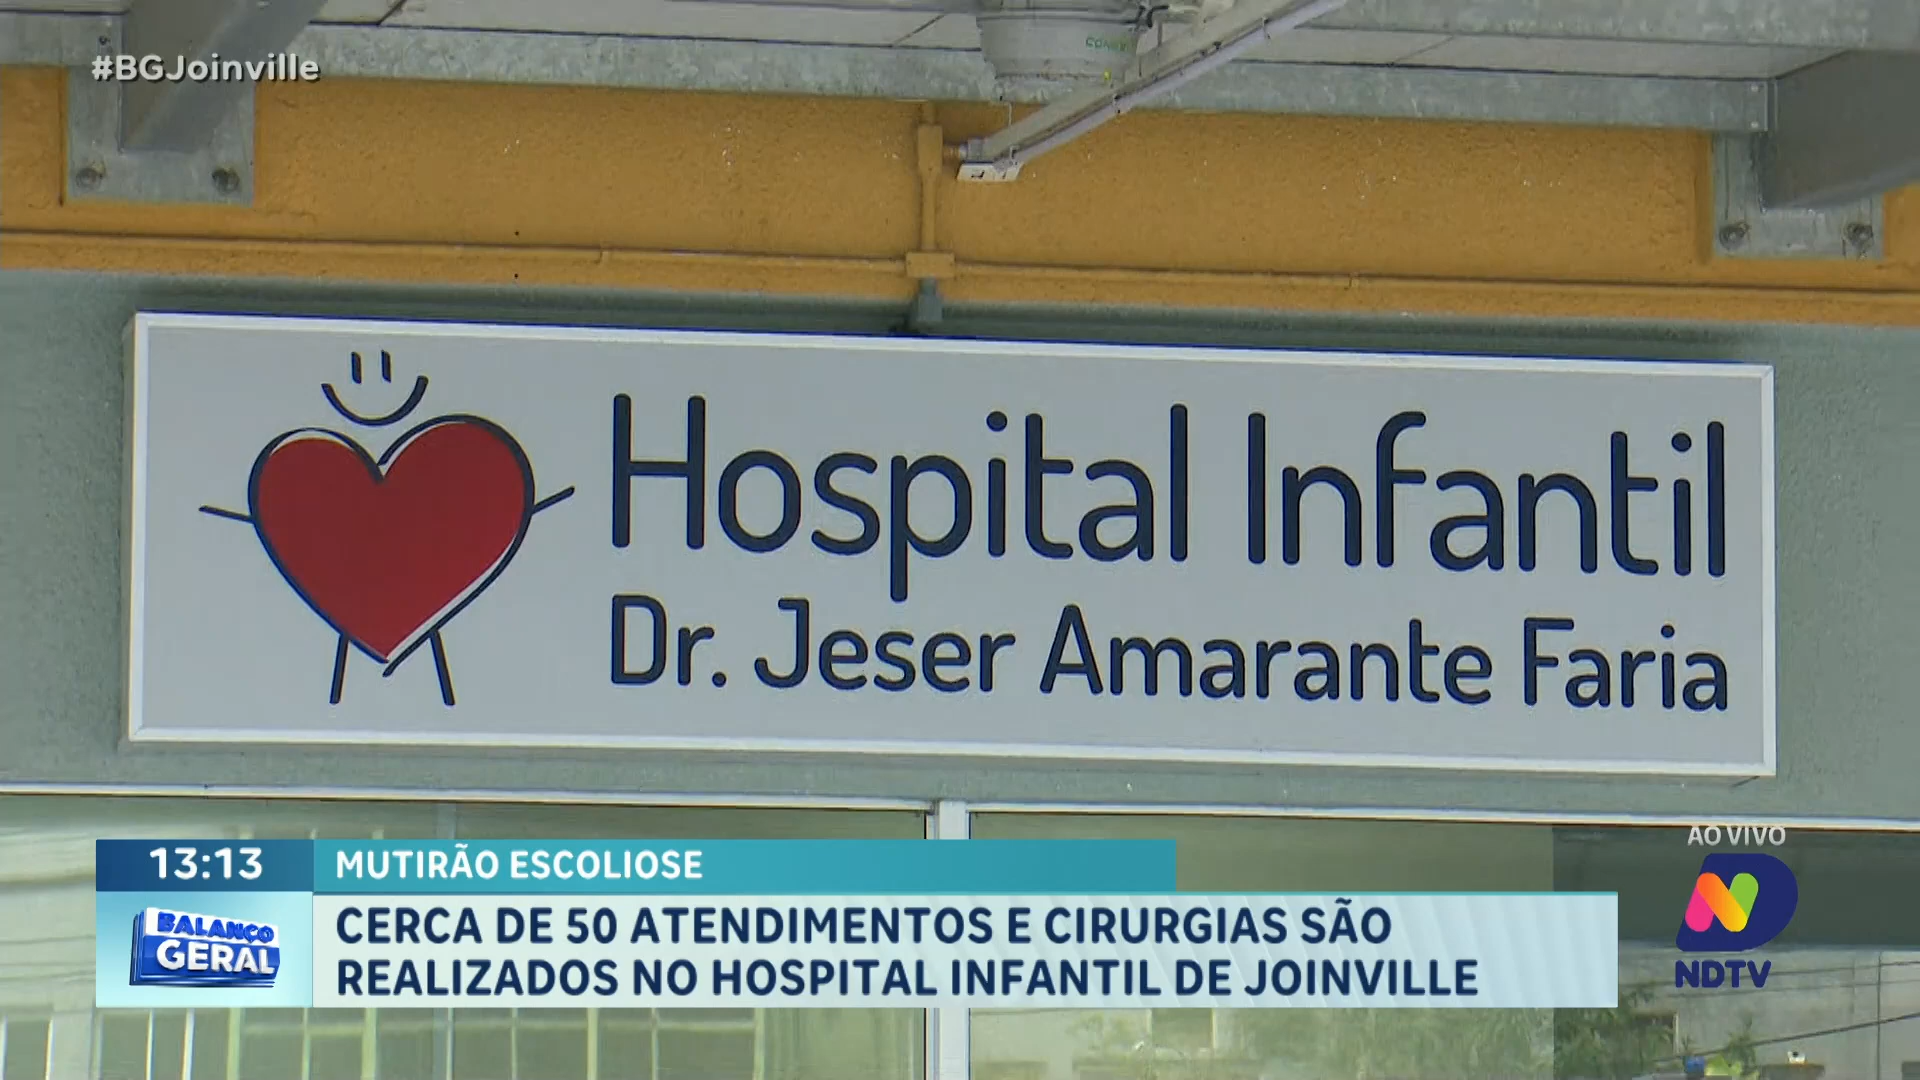 #BGJoinville
CONEX
Hospital Infantil
Dr. Jeser Amarante Faria
AO VIVO
13:13
MUTIRÃO ESCOLIOSE
BALANÇO
GERAL
CERCA DE 50 ATENDIMENTOS E CIRURGIAS SÃO
REALIZADOS NO HOSPITAL INFANTIL DE JOINVILLE
NDTV